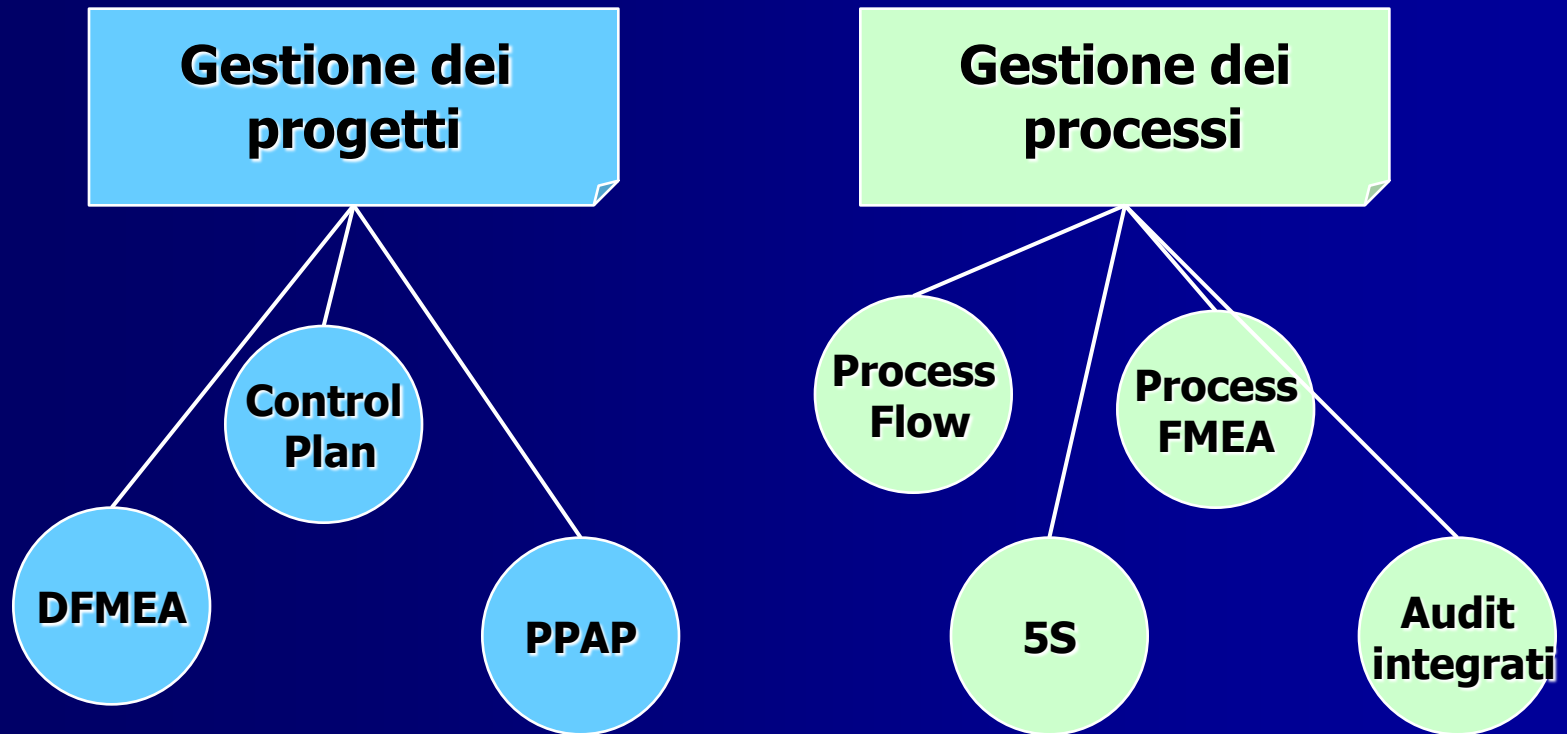 Gestione dei
progetti
Gestione dei
processi
Control
Plan
DFMEA
PPAP
Process
Flow
Process
FMEA
5S
Audit
integrati